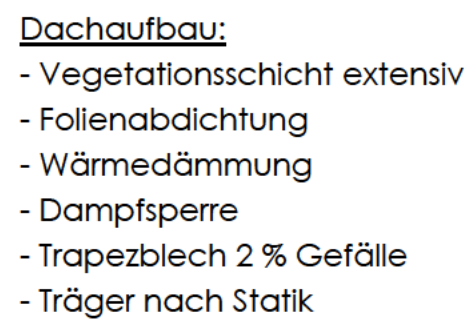 Dachaufbau:
- Vegetationsschicht extensiv
- Folienabdichtung
- Wärmedämmung
- Dampfsperre
- Trapezblech 2 % Gefälle
- Träger nach Statik